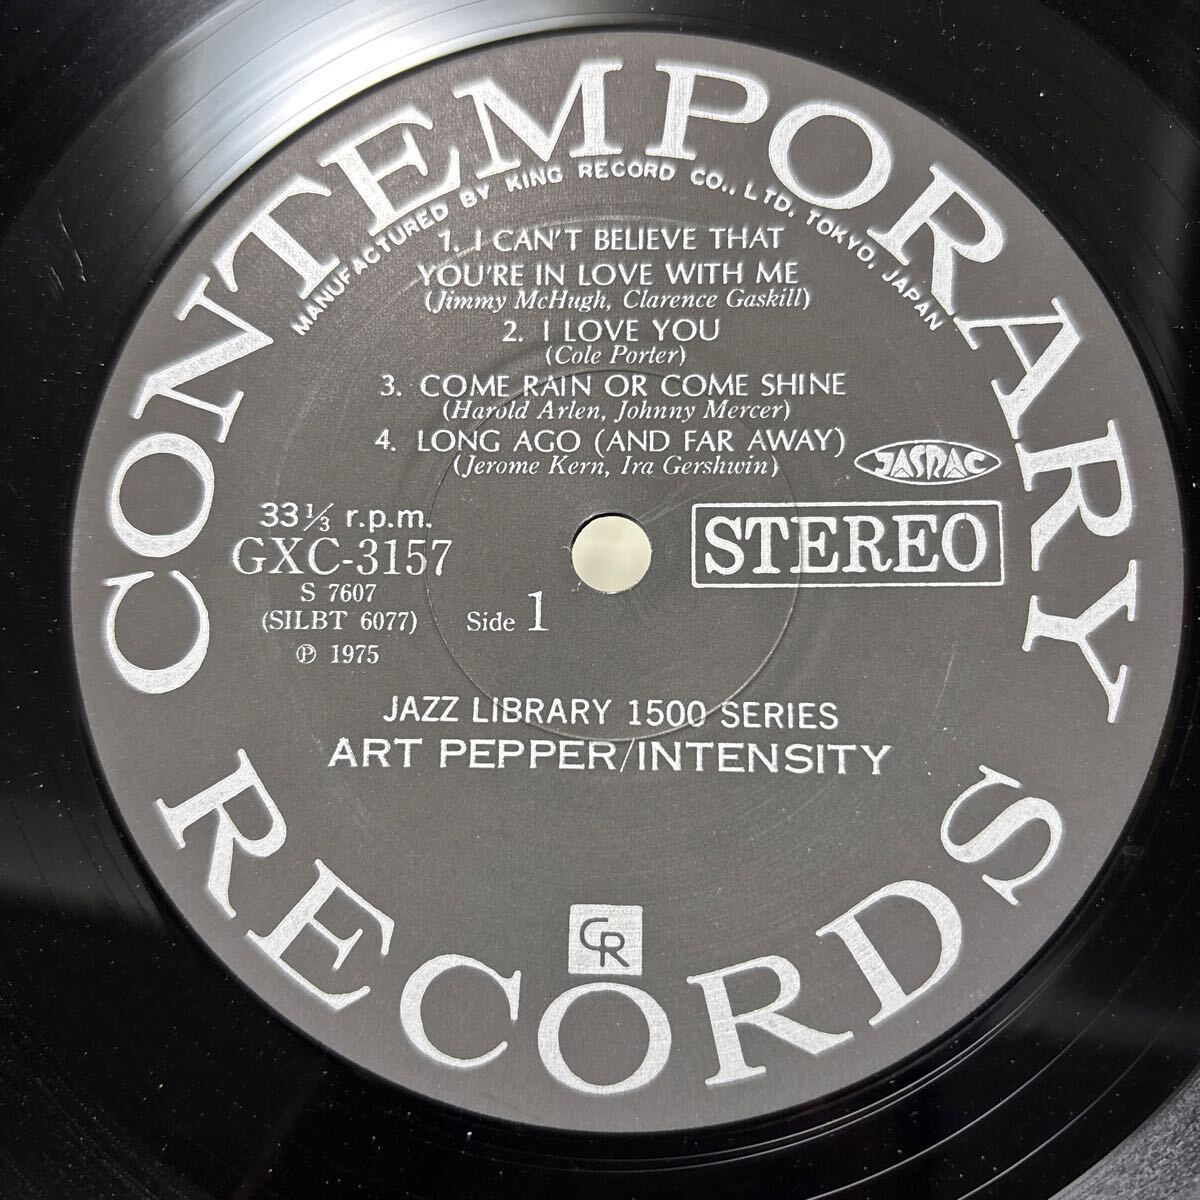 CONTEMPORARY
MANUFACTURED BY KING RECORD CO., LTD. TOKYO, JAPAN
1. I CAN'T BELIEVE THAT
YOU'RE IN LOVE WITH ME
(Jimmy McHugh, Clarence Gaskill)
2. I LOVE YOU
(Cole Porter)
3. COME RAIN OR COME SHINE
(Harold Arlen, Johnny Mercer)
4. LONG AGO (AND FAR AWAY)
(Jerome Kern, Ira Gershwin)
JASRAC
33 1/3 r.p.m.
GXC-3157
S 7607
(SILBT 6077)
℗ 1975
Side 1
STEREO
JAZZ LIBRARY 1500 SERIES
ART PEPPER/INTENSITY
CR
RECORDS